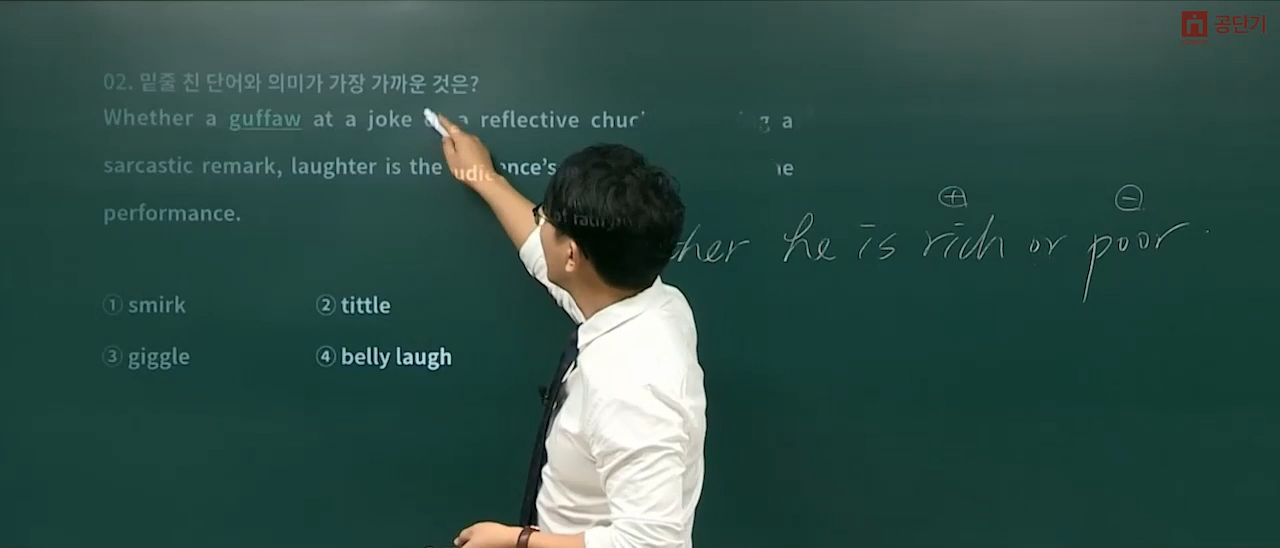 공단기
02. 밑줄 친 단어와 의미가 가장 가까운 것은?
Whether a guffaw at a joke a reflective a
sarcastic remark, laughter is the audience's
performance.
he is rich or poor
+ −
① smirk ② tittle
③ giggle ④ belly laugh